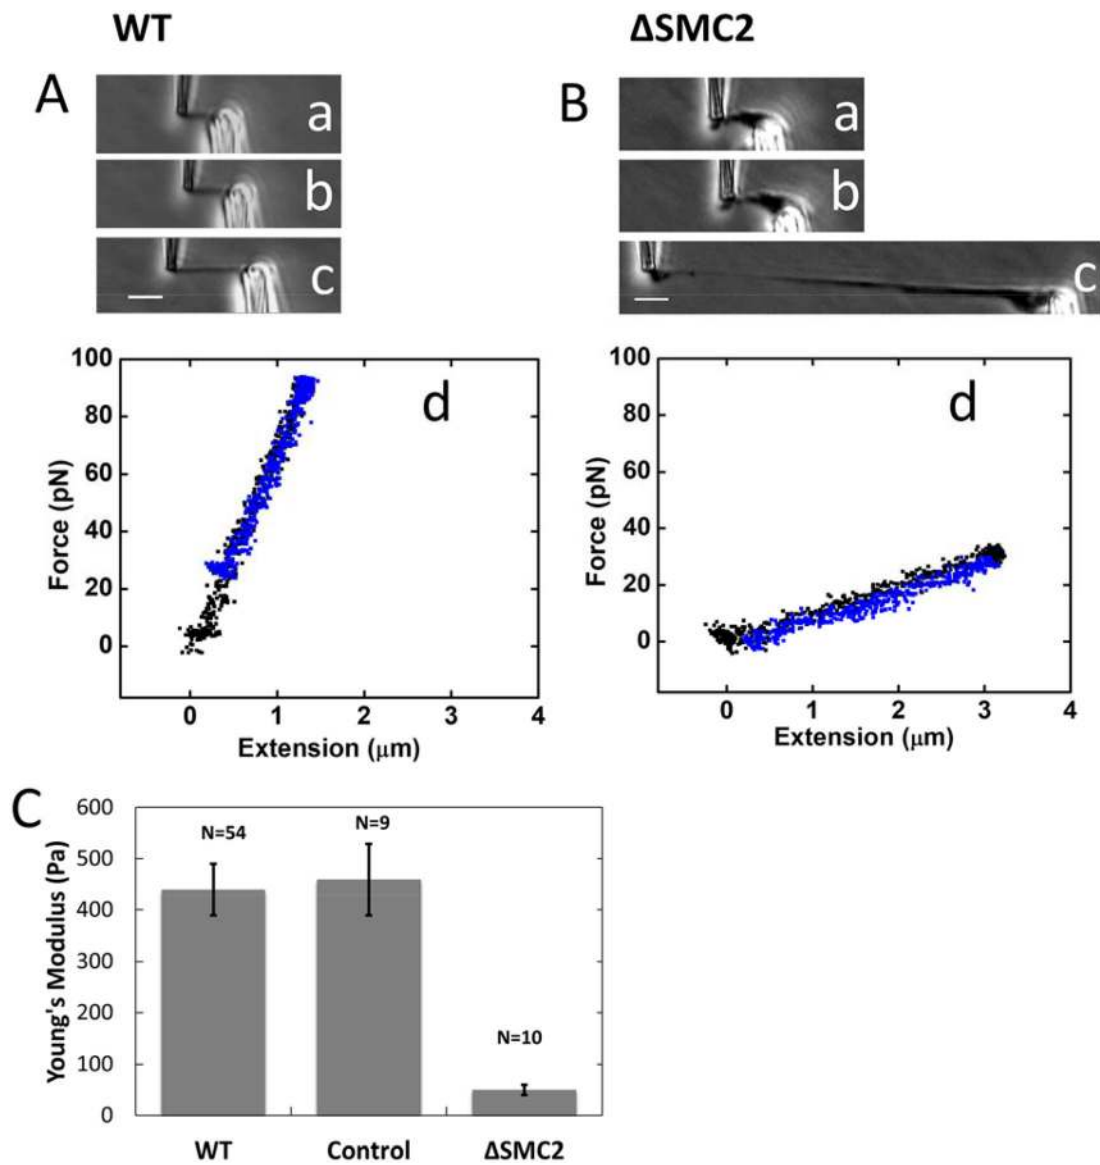 WT
ΔSMC2
A
a
b
c
B
a
b
c
100
80
60
40
20
0
Force (pN)
d
0
1
2
3
4
Extension (μm)
100
80
60
40
20
0
Force (pN)
d
0
1
2
3
4
Extension (μm)
C
600
500
400
300
200
100
0
Young's Modulus (Pa)
N=54
N=9
N=10
WT
Control
ΔSMC2